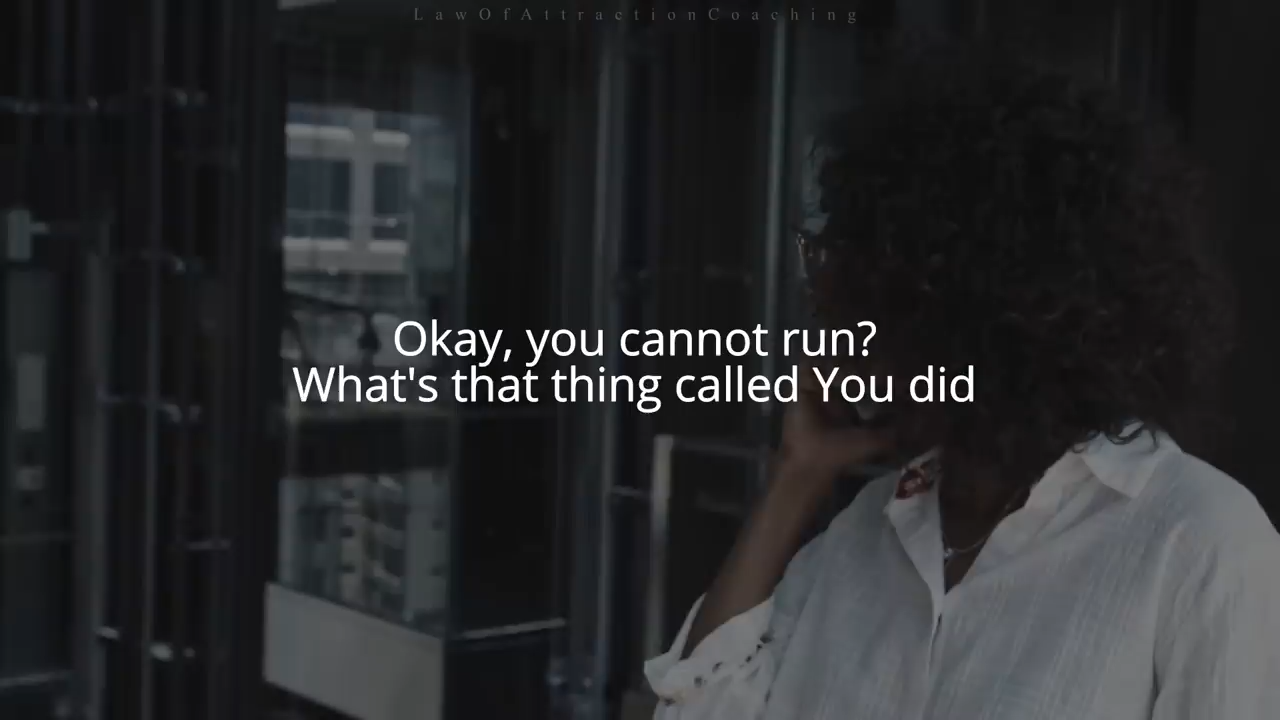 LawOfAttractionCoaching
Okay, you cannot run?
What's that thing called You did